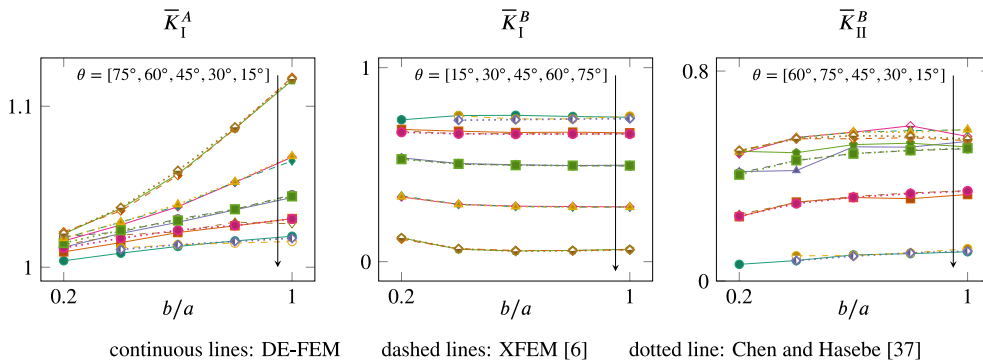 K̅_I^A
θ = [75°, 60°, 45°, 30°, 15°]
1.1
1
0.2
1
b/a
K̅_I^B
θ = [15°, 30°, 45°, 60°, 75°]
1
0
0.2
1
b/a
K̅_II^B
θ = [60°, 75°, 45°, 30°, 15°]
0.8
0
0.2
1
b/a
continuous lines: DE-FEM dashed lines: XFEM [6] dotted line: Chen and Hasebe [37]